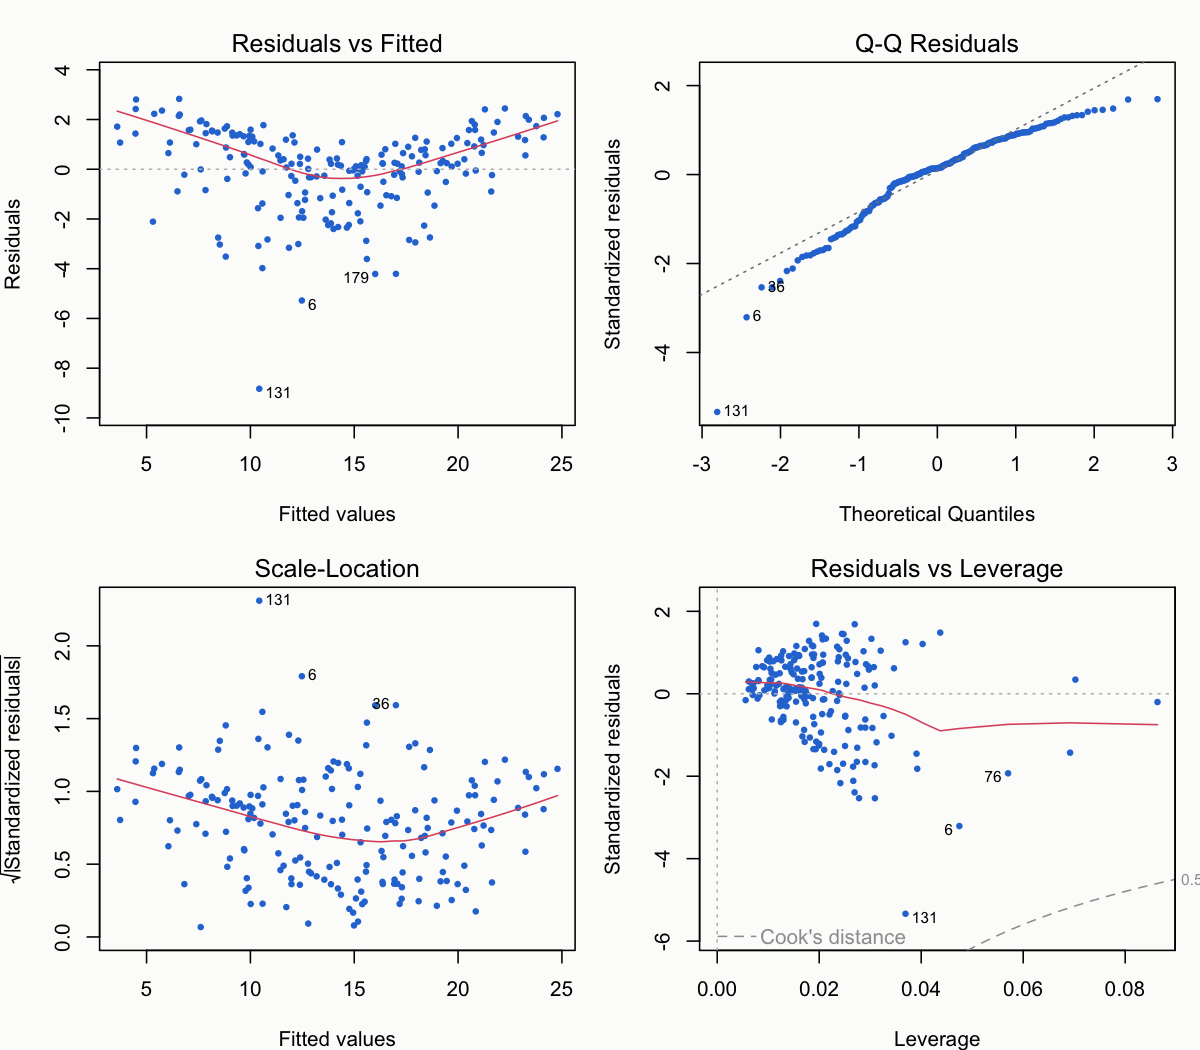 Residuals vs Fitted
4
2
0
-2
-4
-6
-8
-10
Residuals
179
6
131
5 10 15 20 25
Fitted values
Q-Q Residuals
2
0
-2
-4
Standardized residuals
36
6
131
-3 -2 -1 0 1 2 3
Theoretical Quantiles
Scale-Location
2.0
1.5
1.0
0.5
0.0
√|Standardized residuals|
131
6
36
5 10 15 20 25
Fitted values
Residuals vs Leverage
2
0
-2
-4
-6
Standardized residuals
76
6
131
0.5
Cook's distance
0.00 0.02 0.04 0.06 0.08
Leverage